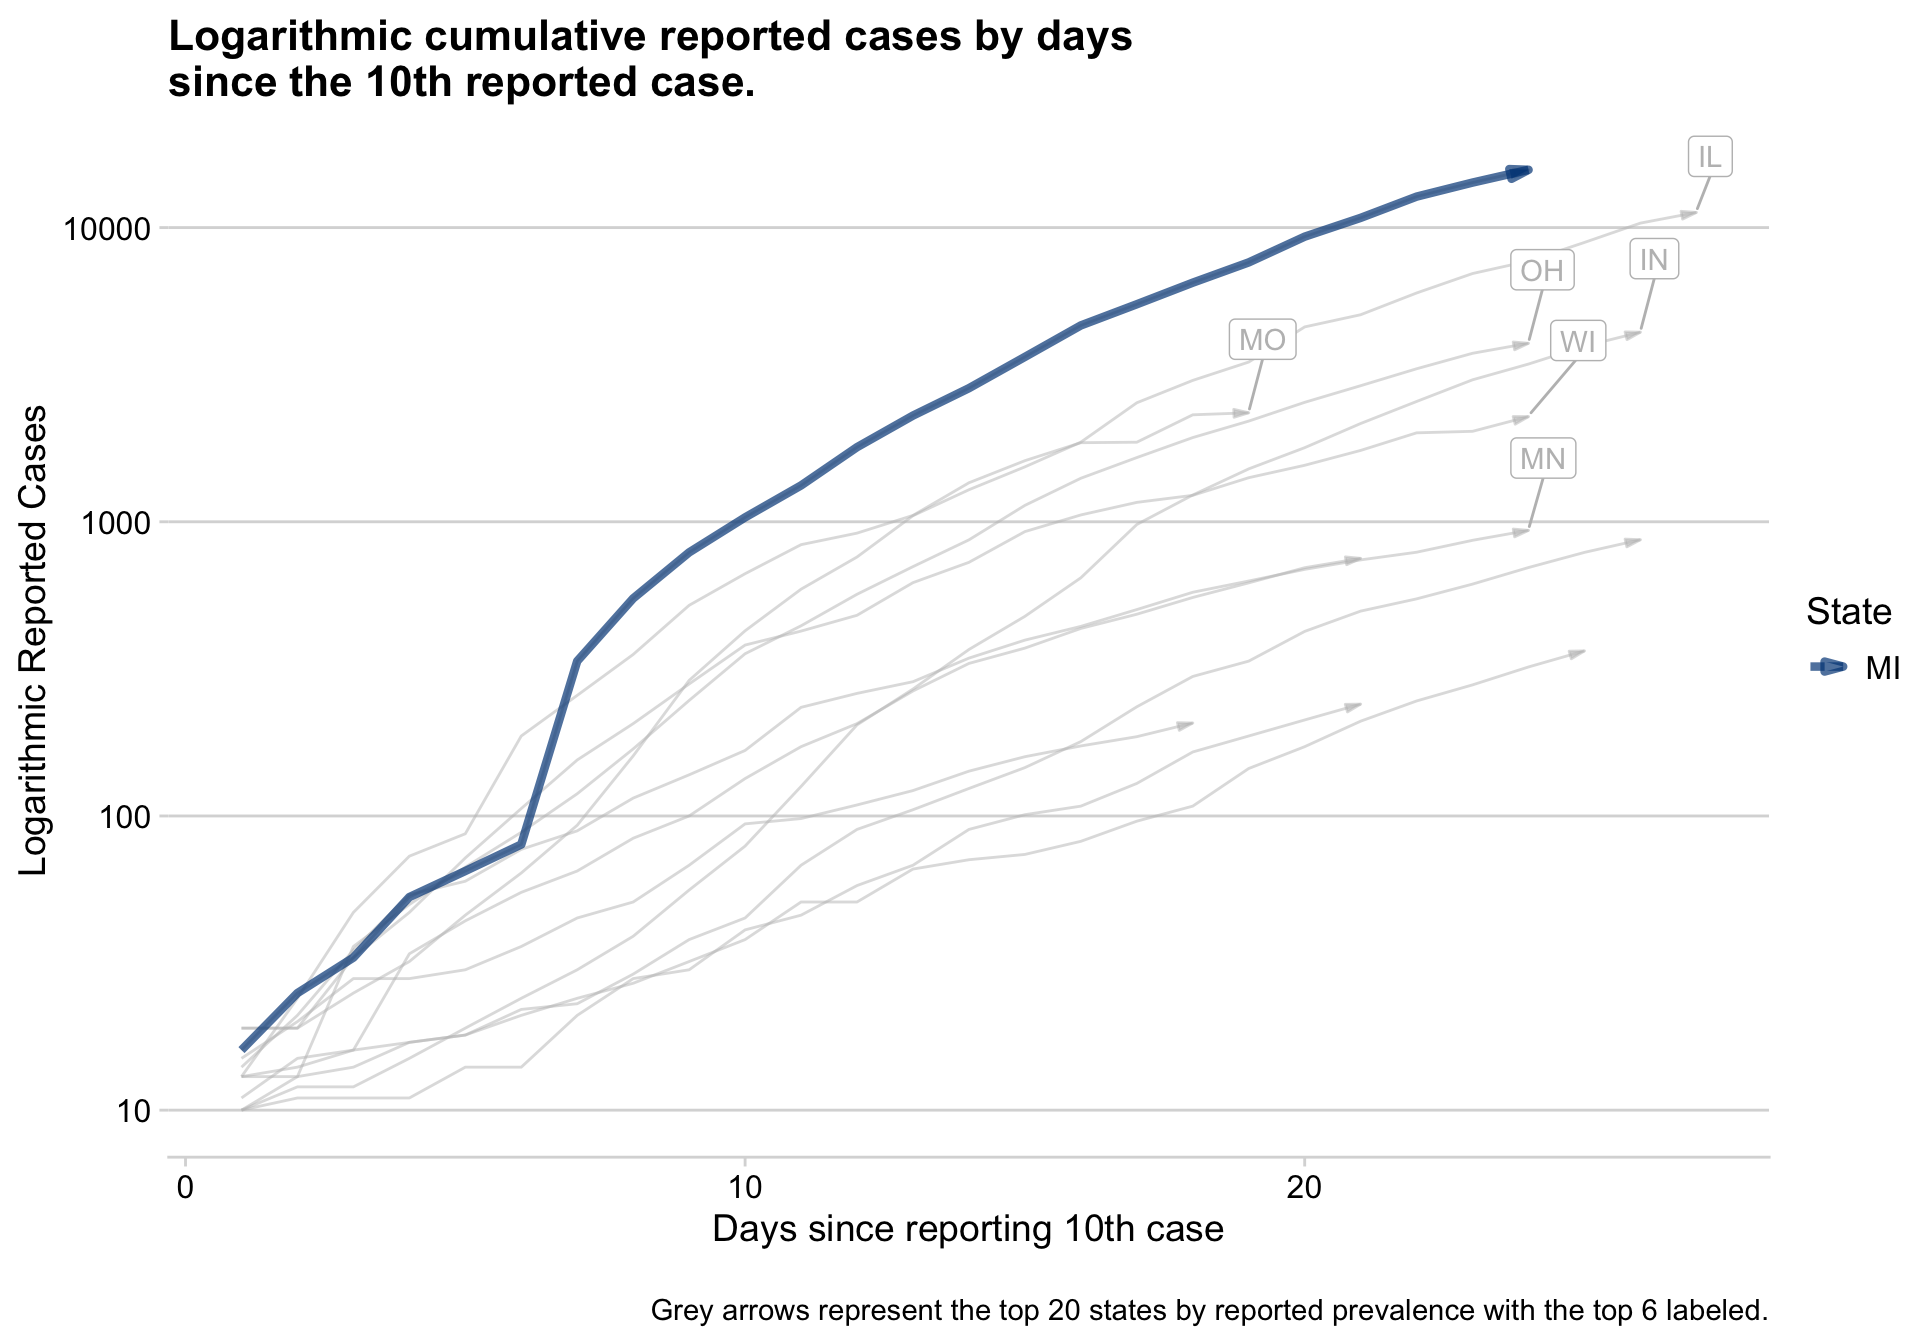 Logarithmic cumulative reported cases by days
since the 10th reported case.
IL
IN
OH
MO
WI
MN
10000
1000
100
10
Logarithmic Reported Cases
State
MI
0
10
20
Days since reporting 10th case
Grey arrows represent the top 20 states by reported prevalence with the top 6 labeled.